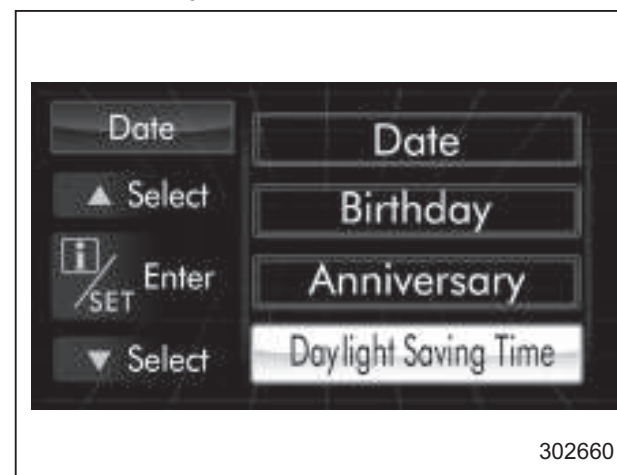 Date
Date
▲ Select
Birthday
i/SET Enter
Anniversary
▼ Select
Daylight Saving Time
302660